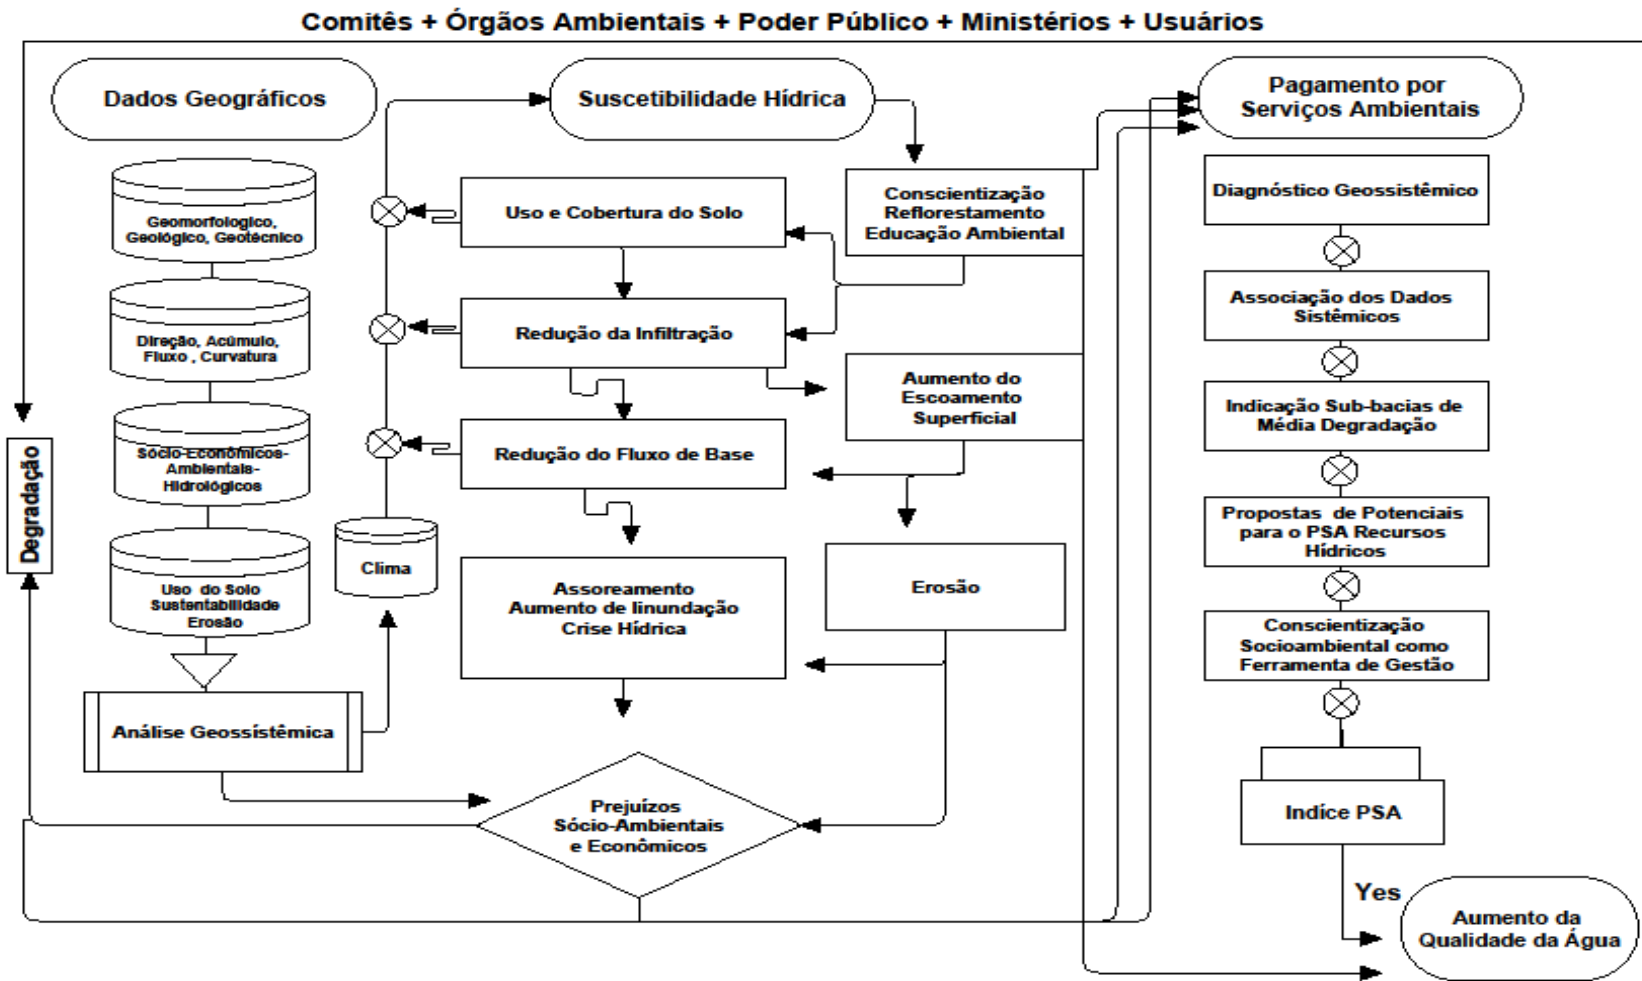 Comitês + Órgãos Ambientais + Poder Público + Ministérios + Usuários
Dados Geográficos
Geomorfologico,
Geológico, Geotécnico
Direção, Acúmulo,
Fluxo , Curvatura
Sócio-Econômicos-
Ambientais-
Hidrológicos
Uso do Solo
Sustentabilidade
Erosão
Análise Geossístêmica
Degradação
Clima
Suscetibilidade Hídrica
Uso e Cobertura do Solo
Redução da Infiltração
Redução do Fluxo de Base
Assoreamento
Aumento de Iinundação
Crise Hídrica
Prejuízos
Sócio-Ambientais
e Econômicos
Conscientização
Reflorestamento
Educação Ambiental
Aumento do
Escoamento
Superficial
Erosão
Pagamento por
Serviços Ambientais
Diagnóstico Geossistêmico
Associação dos Dados
Sistêmicos
Indicação Sub-bacias de
Média Degradação
Propostas de Potenciais
para o PSA Recursos
Hídricos
Conscientização
Socioambiental como
Ferramenta de Gestão
Indíce PSA
Yes
Aumento da
Qualidade da Água